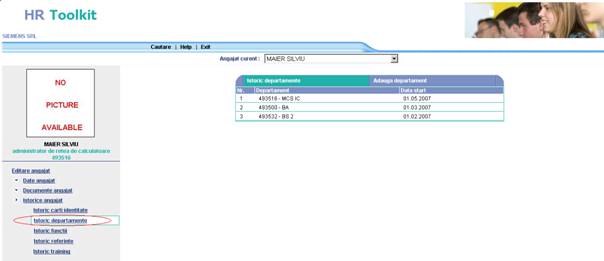 HR Toolkit
SIEMENS SRL
Cautare | Help | Exit
Angajat curent : MAIER SILVIU
NO
PICTURE
AVAILABLE
MAIER SILVIU
administrator de retea de calculatoare
493516
Editare angajat
Date angajat
Documente angajat
Istorice angajat
Istoric carti identitate
Istoric departamente
Istoric functii
Istoric referinte
Istoric training
Istoric departamente Adauga departament
Nr. Departament Data start
1 493516 - MCS IC 01.05.2007
2 493500 - BA 01.03.2007
3 493532 - BS 2 01.02.2007